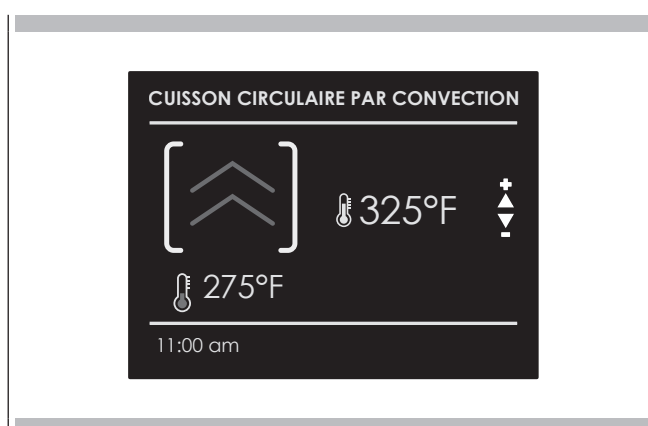 CUISSON CIRCULAIRE PAR CONVECTION
325°F
275°F
11:00 am